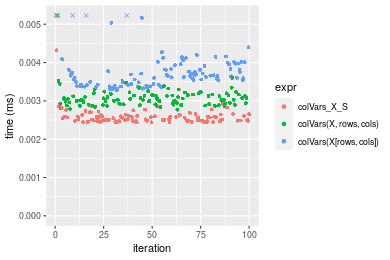 time (ms)
0.005
0.004
0.003
0.002
0.001
0.000
0
25
50
75
100
iteration
expr
colVars_X_S
colVars(X, rows, cols)
colVars(X[rows, cols])